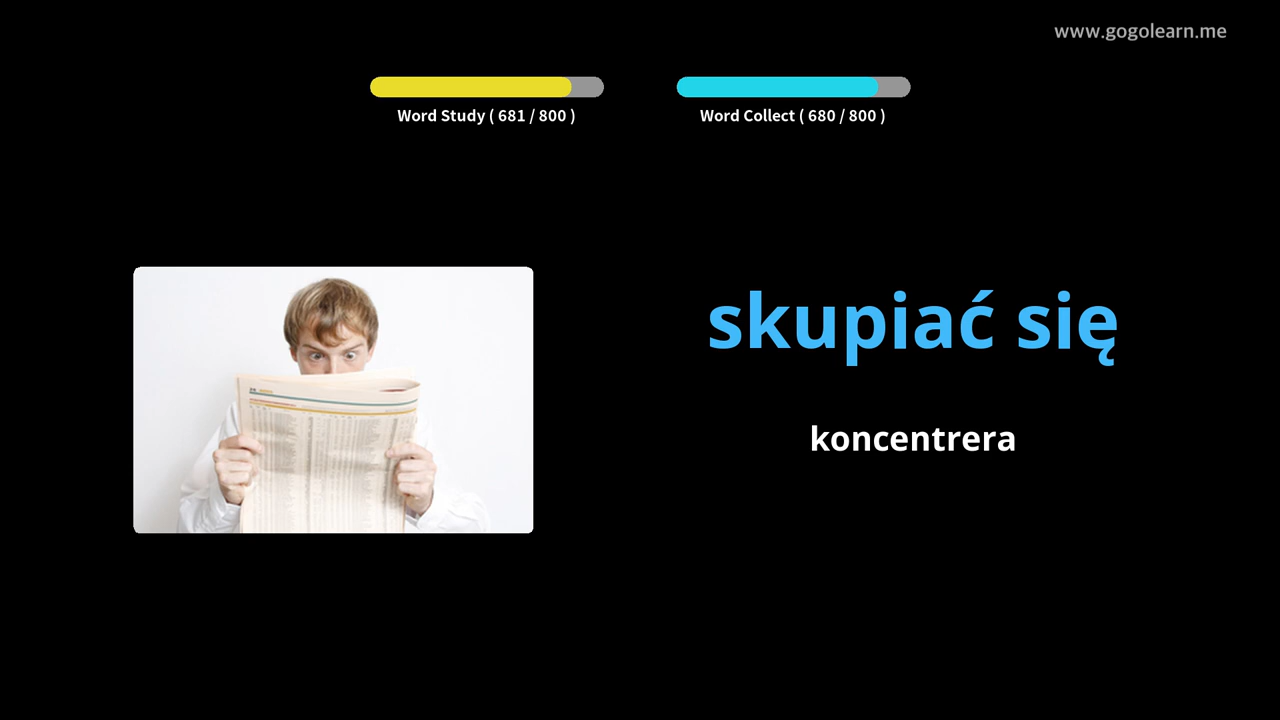 www.gogolearn.me
Word Study ( 681 / 800 )
Word Collect ( 680 / 800 )
skupiać się
koncentrera